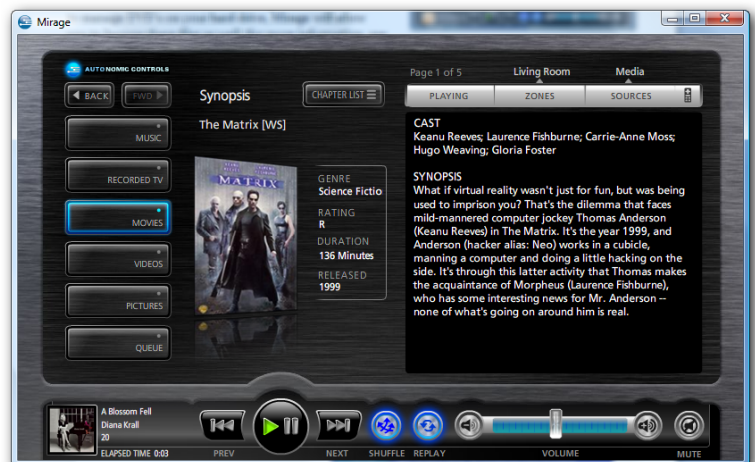 Mirage
AUTONOMIC CONTROLS
BACK
FWD
Synopsis
CHAPTER LIST
Page 1 of 5
Living Room
Media
PLAYING
ZONES
SOURCES
The Matrix [WS]
MUSIC
RECORDED TV
MOVIES
VIDEOS
PICTURES
QUEUE
MATRIX
GENRE
Science Fictio
RATING
R
DURATION
136 Minutes
RELEASED
1999
CAST
Keanu Reeves; Laurence Fishburne; Carrie-Anne Moss;
Hugo Weaving; Gloria Foster
SYNOPSIS
What if virtual reality wasn't just for fun, but was being
used to imprison you? That's the dilemma that faces
mild-mannered computer jockey Thomas Anderson
(Keanu Reeves) in The Matrix. It's the year 1999, and
Anderson (hacker alias: Neo) works in a cubicle,
manning a computer and doing a little hacking on the
side. It's through this latter activity that Thomas makes
the acquaintance of Morpheus (Laurence Fishburne),
who has some interesting news for Mr. Anderson --
none of what's going on around him is real.
A Blossom Fell
Diana Krall
20
ELAPSED TIME 0:03
PREV
NEXT
SHUFFLE
REPLAY
VOLUME
MUTE